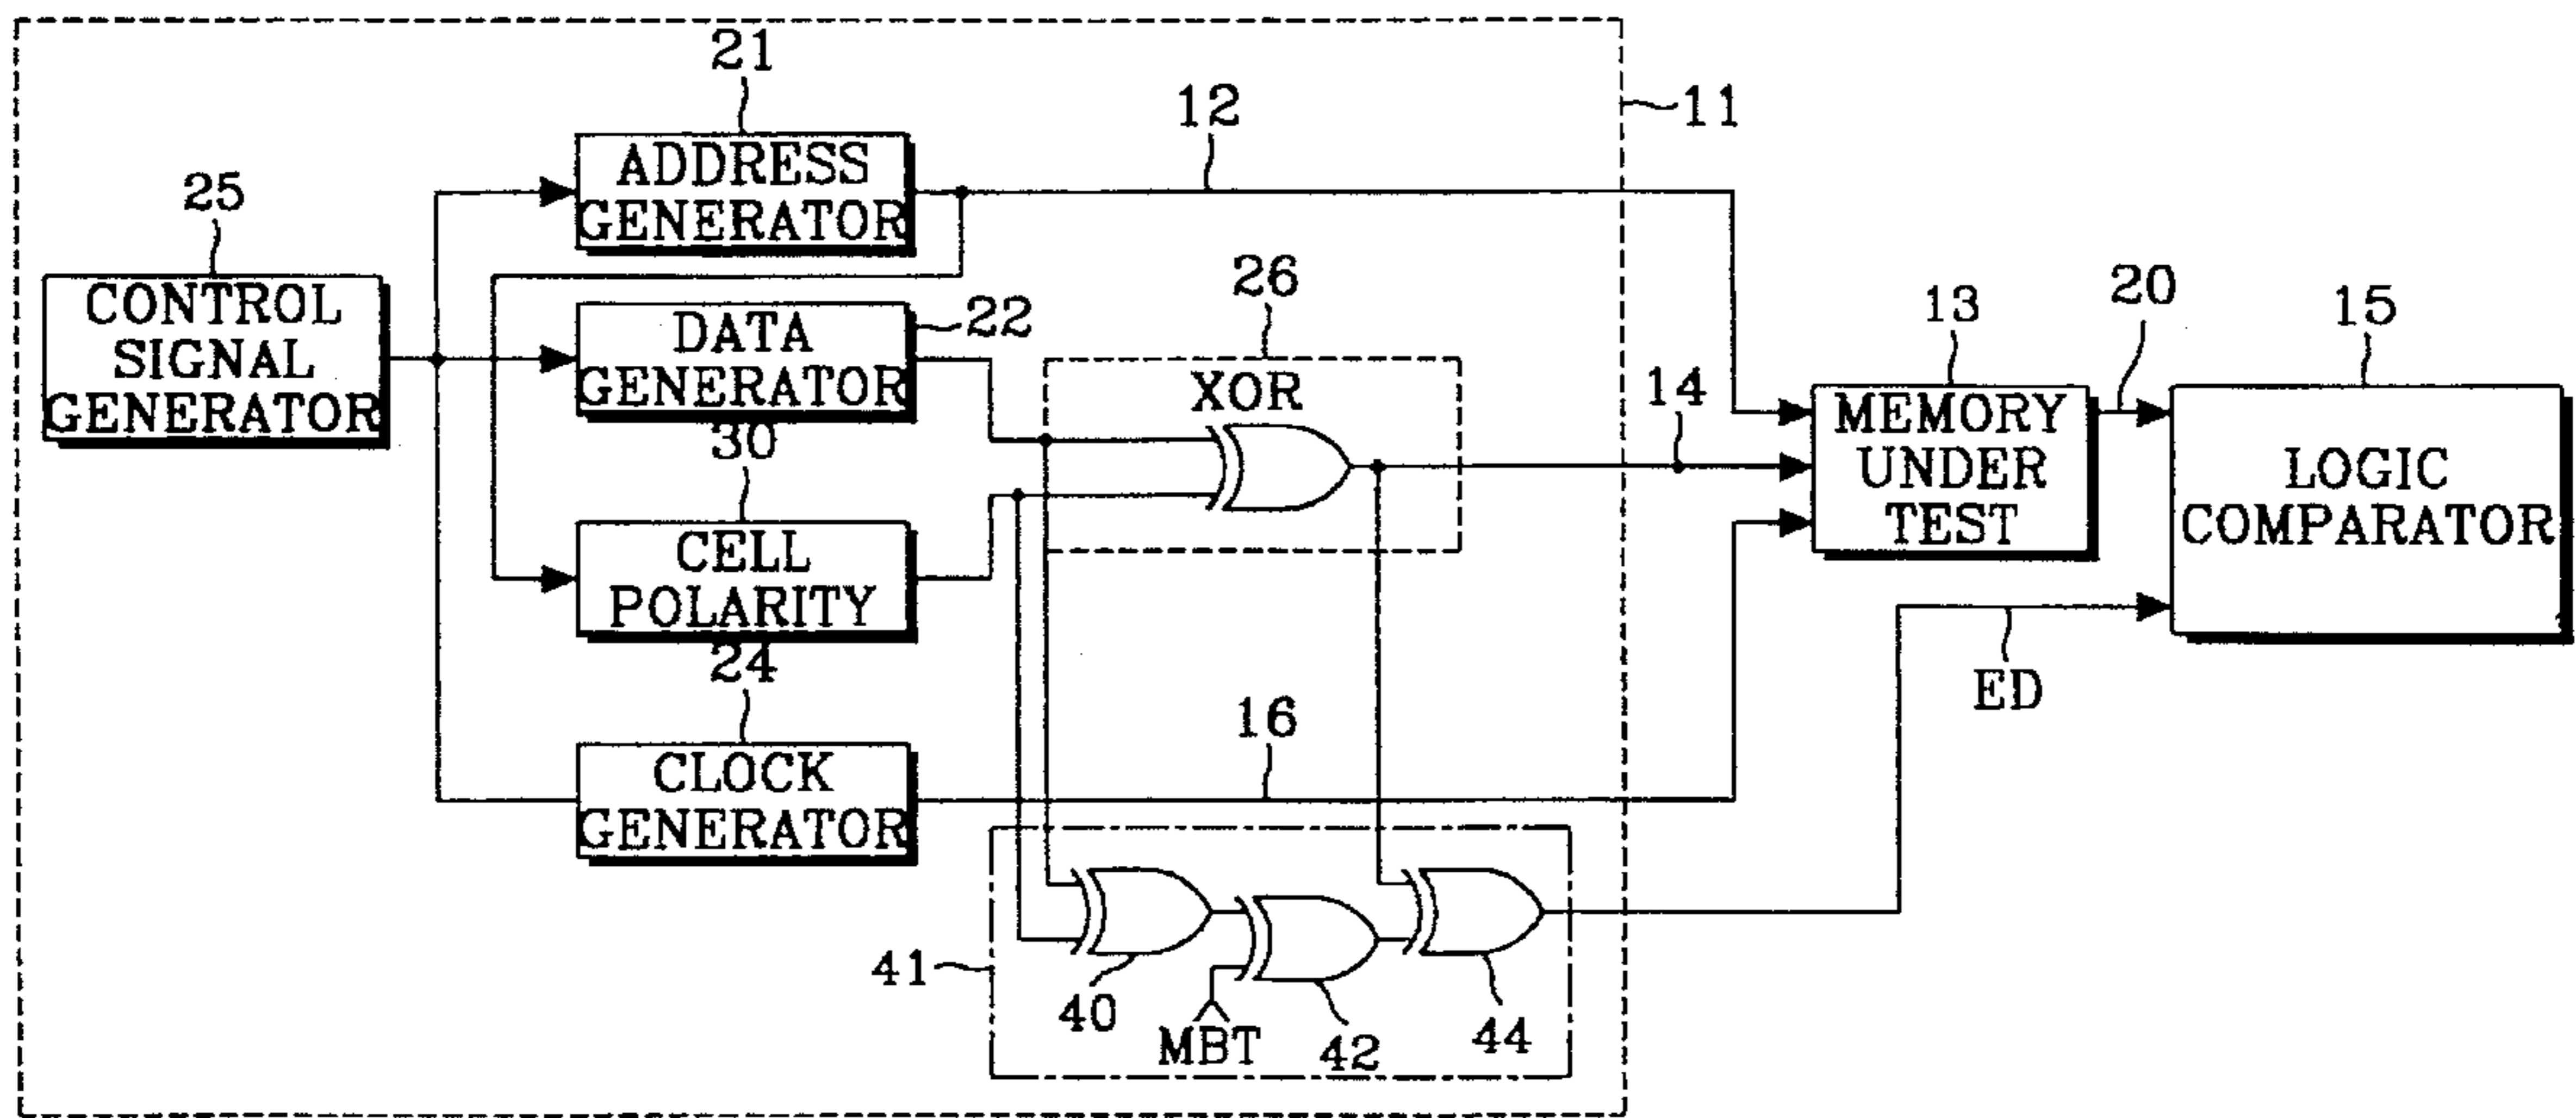 21
12
11
ADDRESS
GENERATOR
25
CONTROL
SIGNAL
GENERATOR
DATA
GENERATOR
22
26
XOR
14
13
MEMORY
UNDER
TEST
20
15
LOGIC
COMPARATOR
30
CELL
POLARITY
ED
24
CLOCK
GENERATOR
16
41
40
MBT
42
44